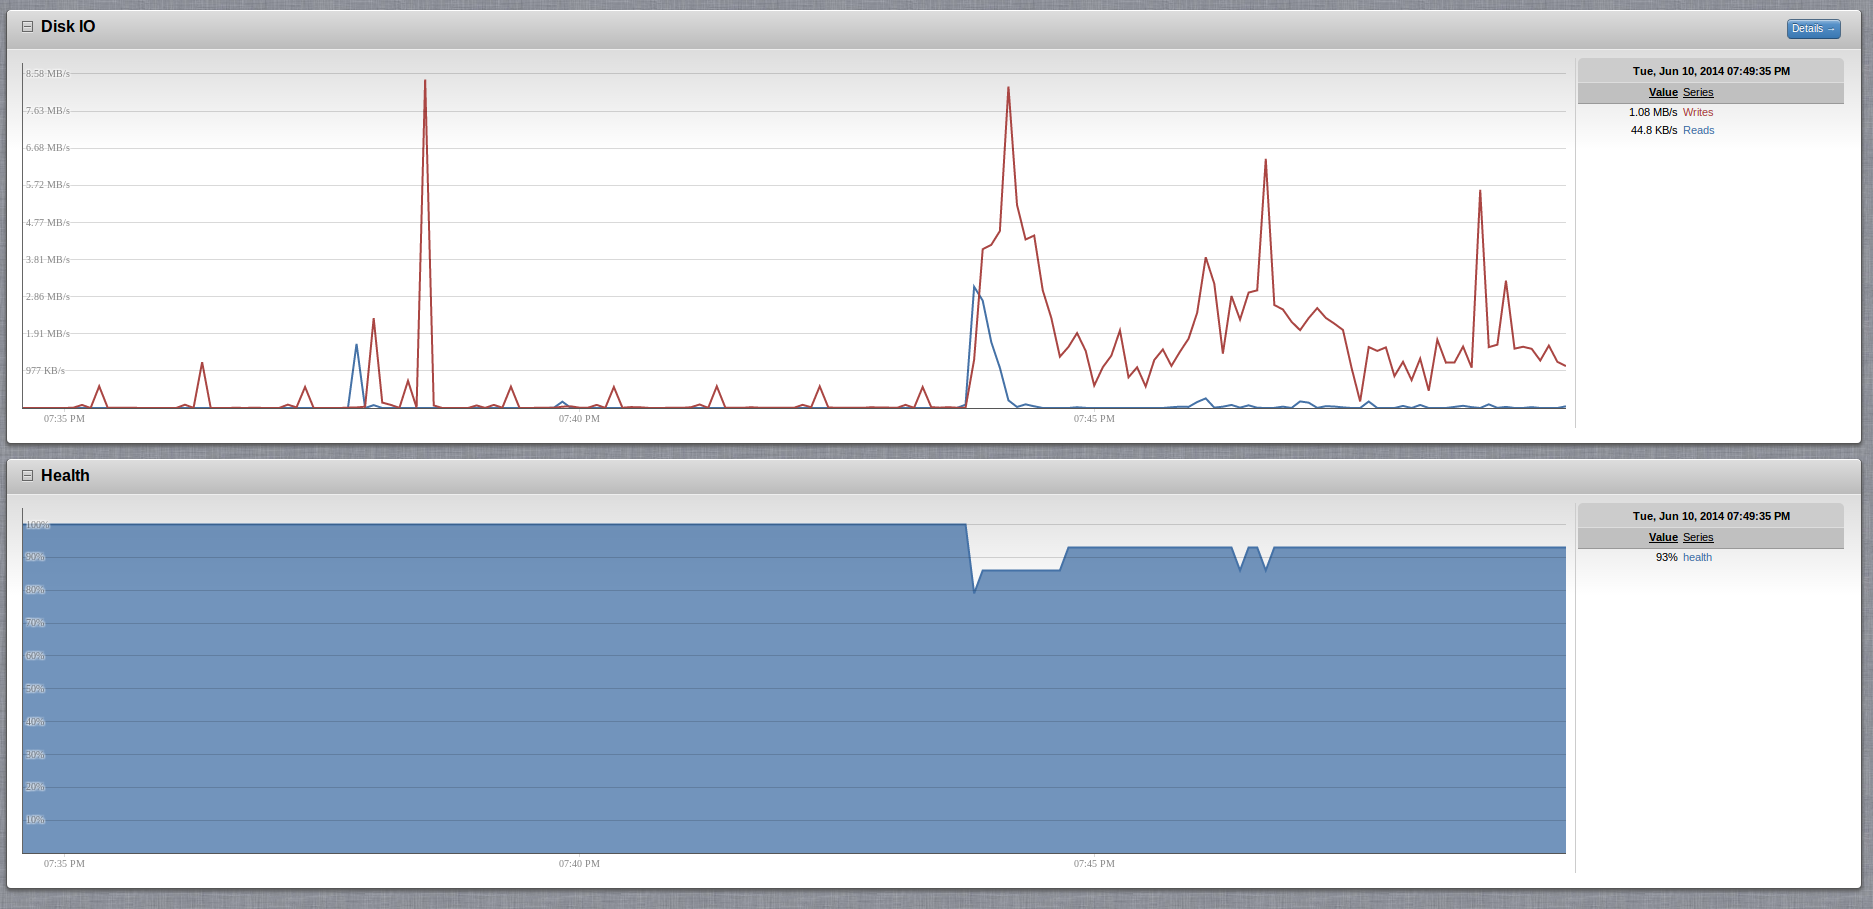 Disk IO
Details →
8.58 MB/s
7.63 MB/s
6.68 MB/s
5.72 MB/s
4.77 MB/s
3.81 MB/s
2.86 MB/s
1.91 MB/s
977 KB/s
07:35 PM 07:40 PM 07:45 PM
Tue, Jun 10, 2014 07:49:35 PM
Value Series
1.08 MB/s Writes
44.8 KB/s Reads
Health
100%
90%
80%
70%
60%
50%
40%
30%
20%
10%
07:35 PM 07:40 PM 07:45 PM
Tue, Jun 10, 2014 07:49:35 PM
Value Series
93% health